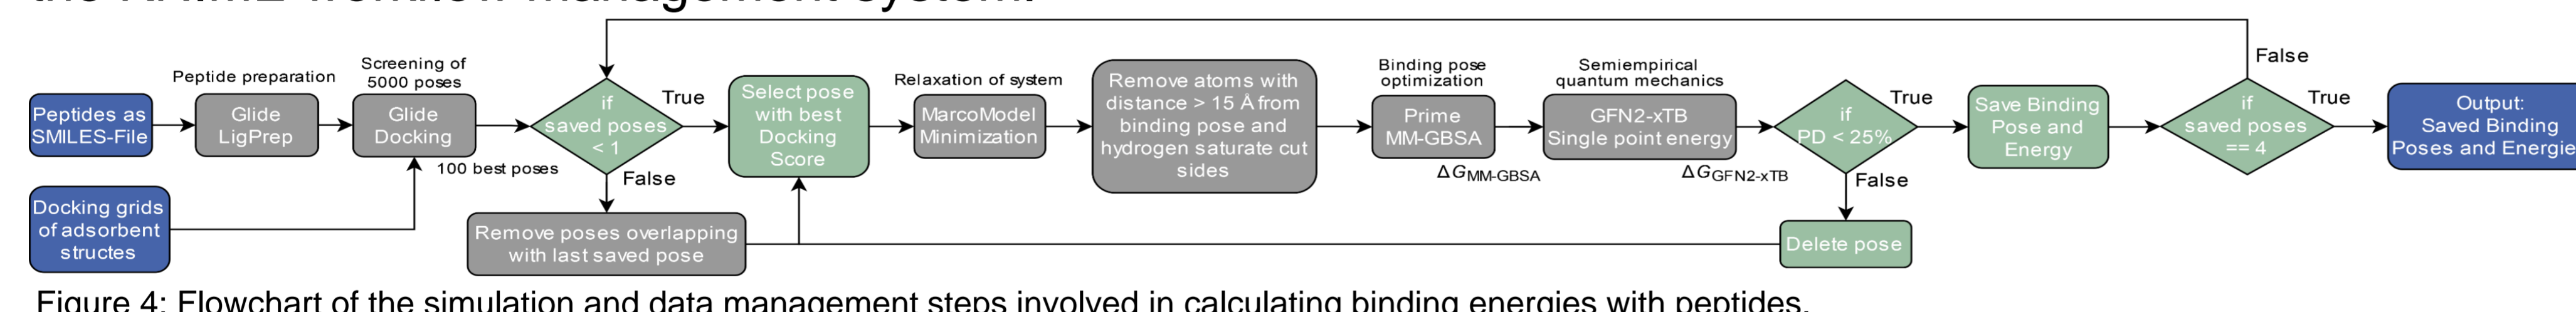 management system.
Peptides as
SMILES-File
Peptide preparation
Glide
LigPrep
Screening of
5000 poses
Glide
Docking
100 best poses
Docking grids
of adsorbent
structes
if
saved poses
< 1
True
False
Remove poses overlapping
with last saved pose
Select pose
with best
Docking
Score
Relaxation of system
MarcoModel
Minimization
Remove atoms with
distance > 15 Å from
binding pose and
hydrogen saturate cut
sides
Binding pose
optimization
Prime
MM-GBSA
ΔG MM-GBSA
Semiempirical
quantum mechanics
GFN2-xTB
Single point energy
ΔG GFN2-xTB
if
PD < 25%
True
False
Delete pose
Save Binding
Pose and
Energy
if
saved poses
== 4
False
True
Output:
Saved Binding
Poses and Energie
Figure 4: Flowchart of the simulation and data management steps involved in calculating binding energies with peptides.